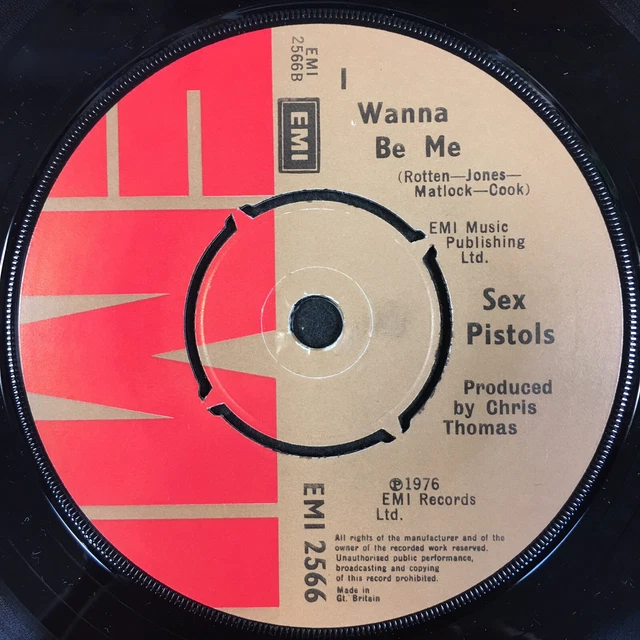 EMI
2566B
EMI
I
Wanna
Be Me
(Rotten—Jones—
Matlock—Cook)
EMI Music
Publishing
Ltd.
Sex
Pistols
Produced
by Chris
Thomas
℗1976
EMI Records
Ltd.
EMI 2566
All rights of the manufacturer and of the
owner of the recorded work reserved.
Unauthorised public performance,
broadcasting and copying
of this record prohibited.
Made in
Gt. Britain
EMI